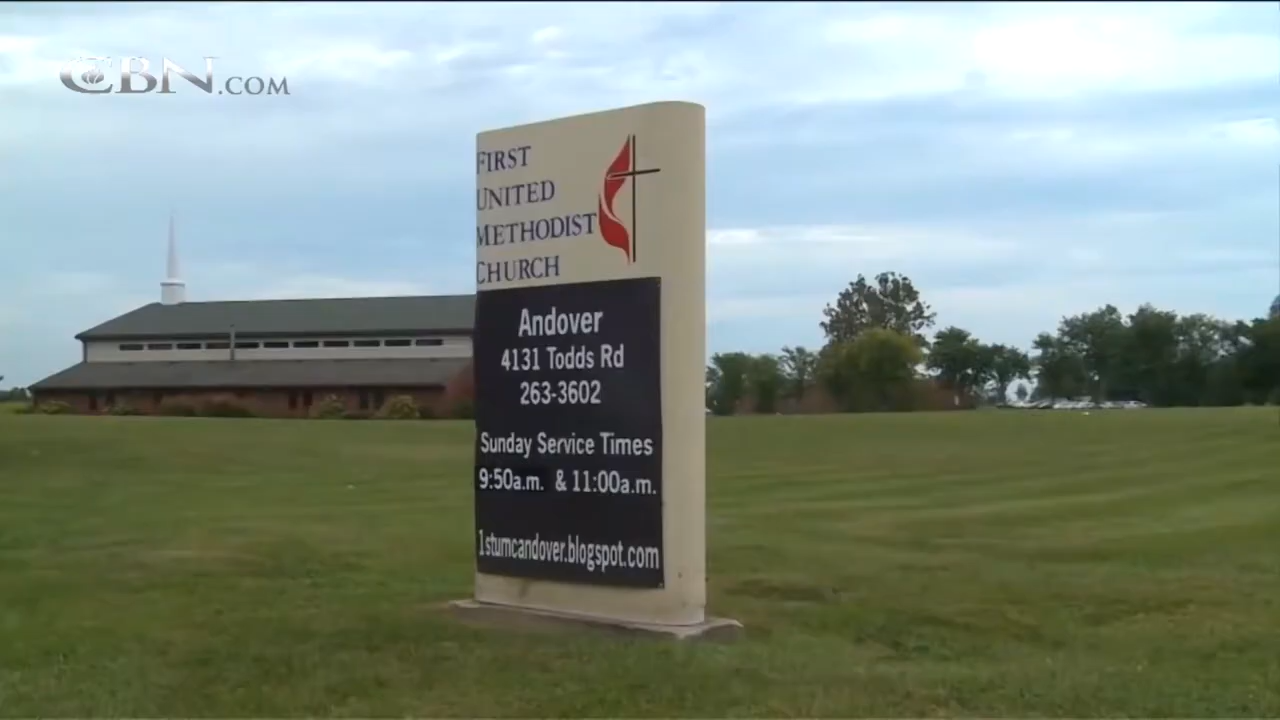 CBN.COM
FIRST
UNITED
METHODIST
CHURCH
Andover
4131 Todds Rd
263-3602
Sunday Service Times
9:50a.m. & 11:00a.m.
1stumcandover.blogspot.com